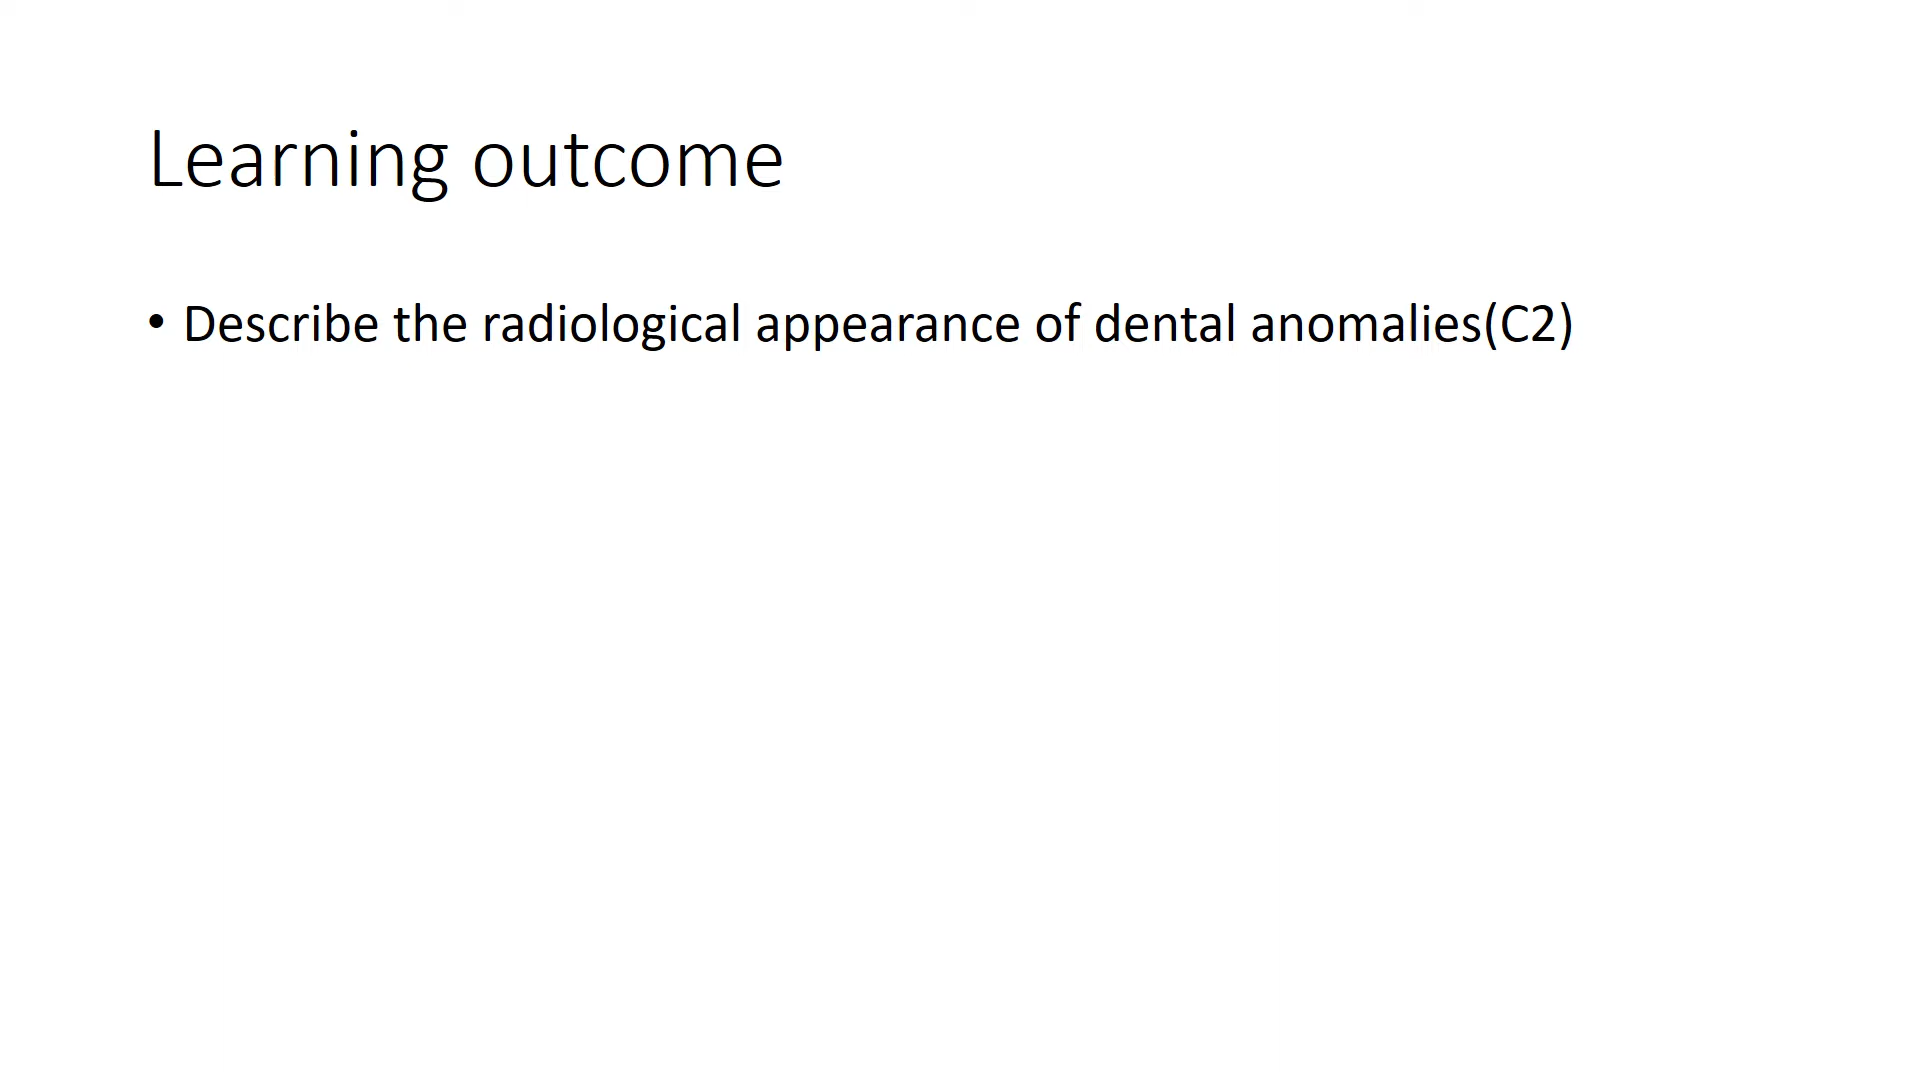 Learning outcome
• Describe the radiological appearance of dental anomalies(C2)